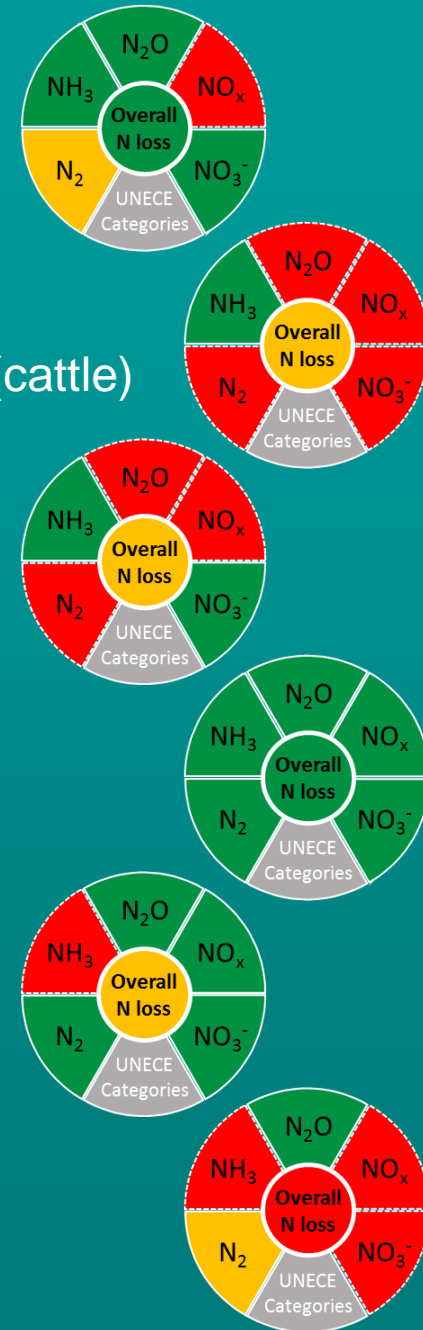 N₂O
NH₃
NOₓ
Overall
N loss
N₂
NO₃⁻
UNECE
Categories
N₂O
NH₃
NOₓ
Overall
N loss
(cattle)
N₂
NO₃⁻
UNECE
Categories
N₂O
NH₃
NOₓ
Overall
N loss
N₂
NO₃⁻
UNECE
Categories
N₂O
NH₃
NOₓ
Overall
N loss
N₂
NO₃⁻
UNECE
Categories
N₂O
NH₃
NOₓ
Overall
N loss
N₂
NO₃⁻
UNECE
Categories
N₂O
NH₃
NOₓ
Overall
N loss
N₂
NO₃⁻
UNECE
Categories